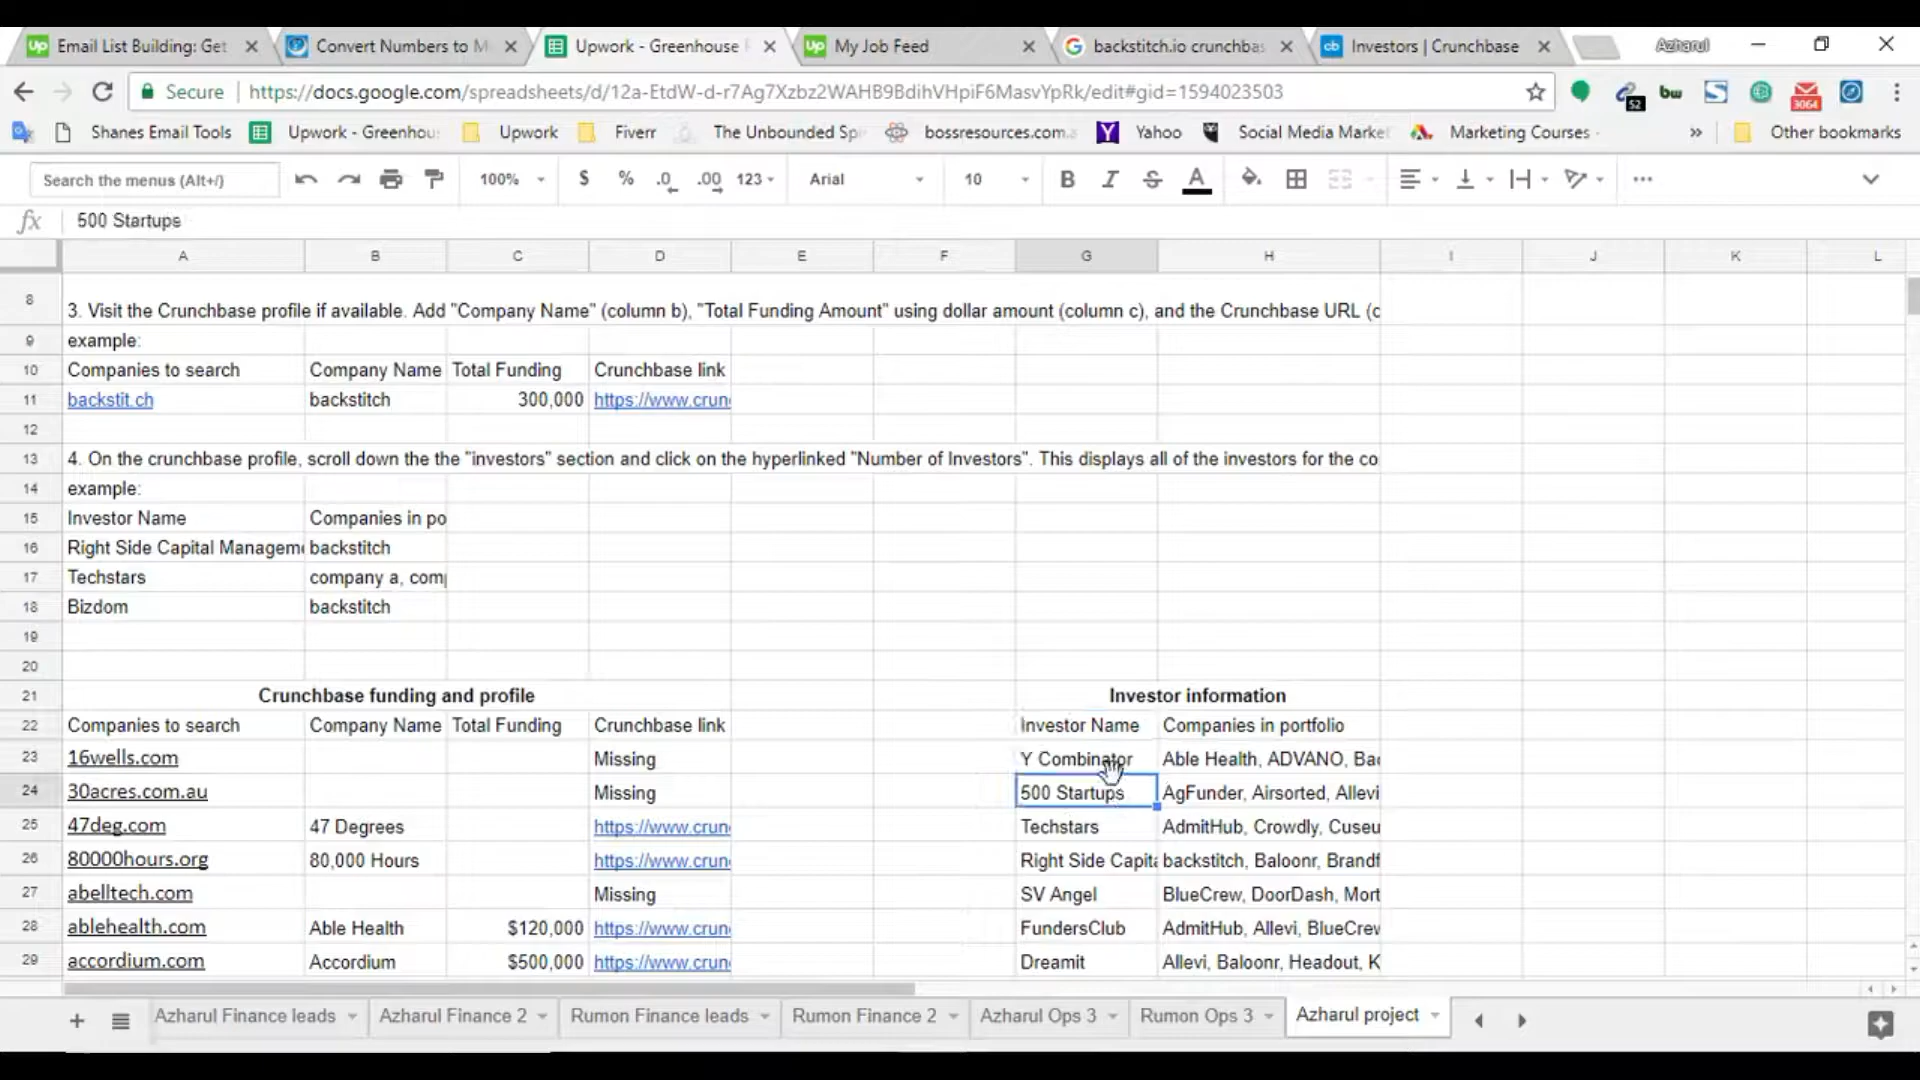 Email List Building: Get
Convert Numbers to M
Upwork - Greenhouse
My Job Feed
backstitch.io crunchbas
Investors | Crunchbase
Azharul
Secure
https://docs.google.com/spreadsheets/d/12a-EtdW-d-r7Ag7Xzbz2WAHB9BdihVHpiF6MasvYpRk/edit#gid=1594023503
52
bw
3064
Shanes Email Tools
Upwork - Greenhou
Upwork
Fiverr
The Unbounded Sp
bossresources.com
Yahoo
Social Media Market
Marketing Courses
»
Other bookmarks
Search the menus (Alt+/)
100%
$ % .0 .00 123
Arial
10
B I S A
fx 500 Startups
A B C D E F G H I J K L
8 3. Visit the Crunchbase profile if available. Add "Company Name" (column b), "Total Funding Amount" using dollar amount (column c), and the Crunchbase URL (c
9 example:
10 Companies to search Company Name Total Funding Crunchbase link
11 backstit.ch backstitch 300,000 https://www.crun
12
13 4. On the crunchbase profile, scroll down the the "investors" section and click on the hyperlinked "Number of Investors". This displays all of the investors for the co
14 example:
15 Investor Name Companies in po
16 Right Side Capital Manageme backstitch
17 Techstars company a, comp
18 Bizdom backstitch
19
20
21 Crunchbase funding and profile Investor information
22 Companies to search Company Name Total Funding Crunchbase link Investor Name Companies in portfolio
23 16wells.com Missing Y Combinator Able Health, ADVANO, Bac
24 30acres.com.au Missing 500 Startups AgFunder, Airsorted, Allevi
25 47deg.com 47 Degrees https://www.crun Techstars AdmitHub, Crowdly, Cuseu
26 80000hours.org 80,000 Hours https://www.crun Right Side Capita backstitch, Baloonr, Brandf
27 abelltech.com Missing SV Angel BlueCrew, DoorDash, Mort
28 ablehealth.com Able Health $120,000 https://www.crun FundersClub AdmitHub, Allevi, BlueCrew
29 accordium.com Accordium $500,000 https://www.crun Dreamit Allevi, Baloonr, Headout, K
Azharul Finance leads
Azharul Finance 2
Rumon Finance leads
Rumon Finance 2
Azharul Ops 3
Rumon Ops 3
Azharul project